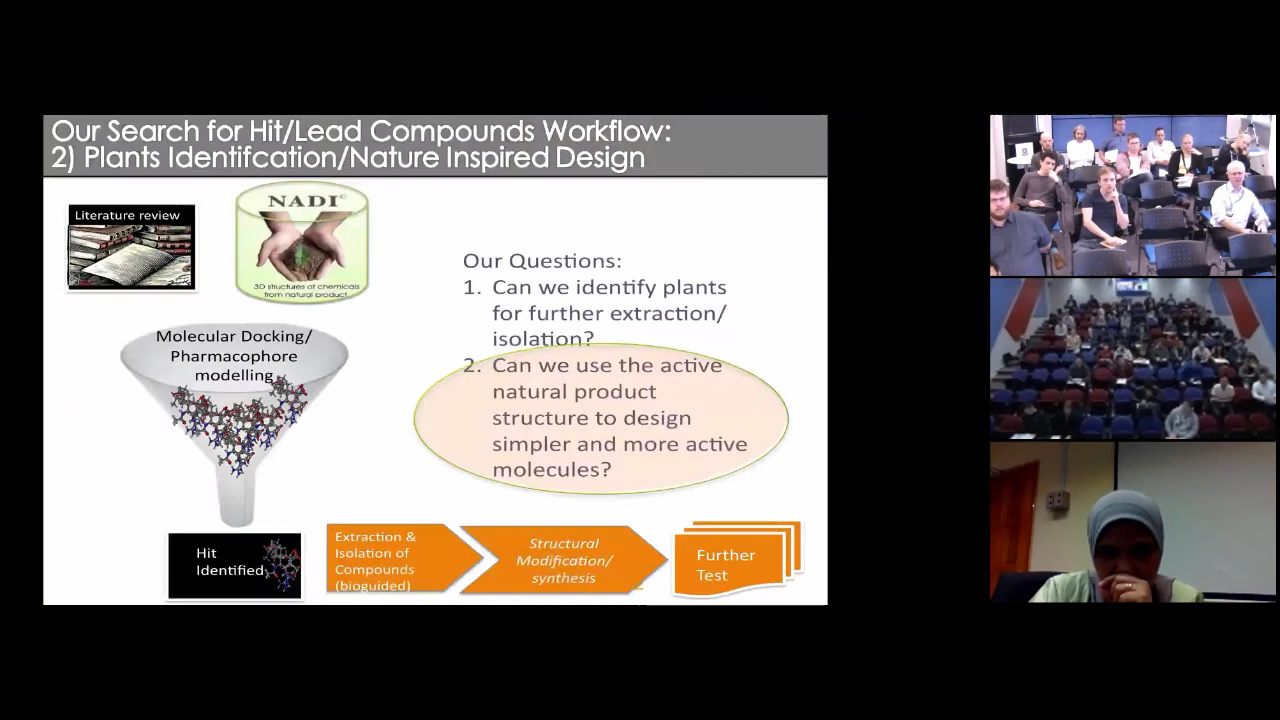 Our Search for Hit/Lead Compounds Workflow:
2) Plants Identifcation/Nature Inspired Design
Literature review
NADI©
3D structures of chemicals
from natural product
Molecular Docking/
Pharmacophore
modelling
Our Questions:
1. Can we identify plants
for further extraction/
isolation?
2. Can we use the active
natural product
structure to design
simpler and more active
molecules?
Hit
Identified
Extraction &
Isolation of
Compounds
(bioguided)
Structural
Modification/
synthesis
Further
Test